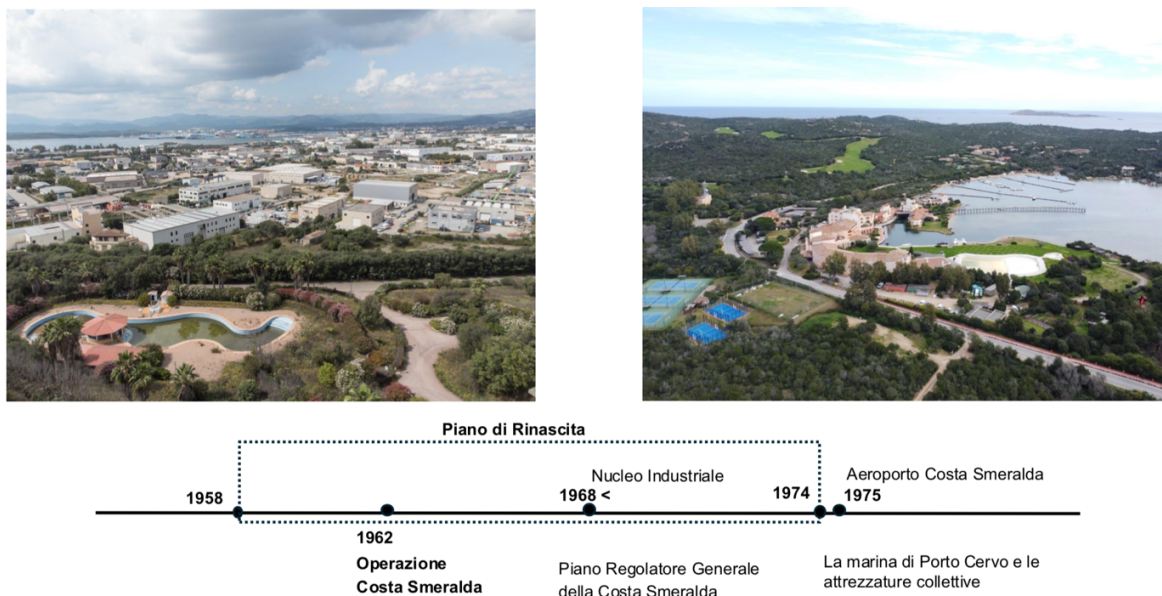 Piano di Rinascita
Nucleo Industriale
Aeroporto Costa Smeralda
1958
1968 <
1974
1975
1962
Operazione
Costa Smeralda
Piano Regolatore Generale
della Costa Smeralda
La marina di Porto Cervo e le
attrezzature collettive